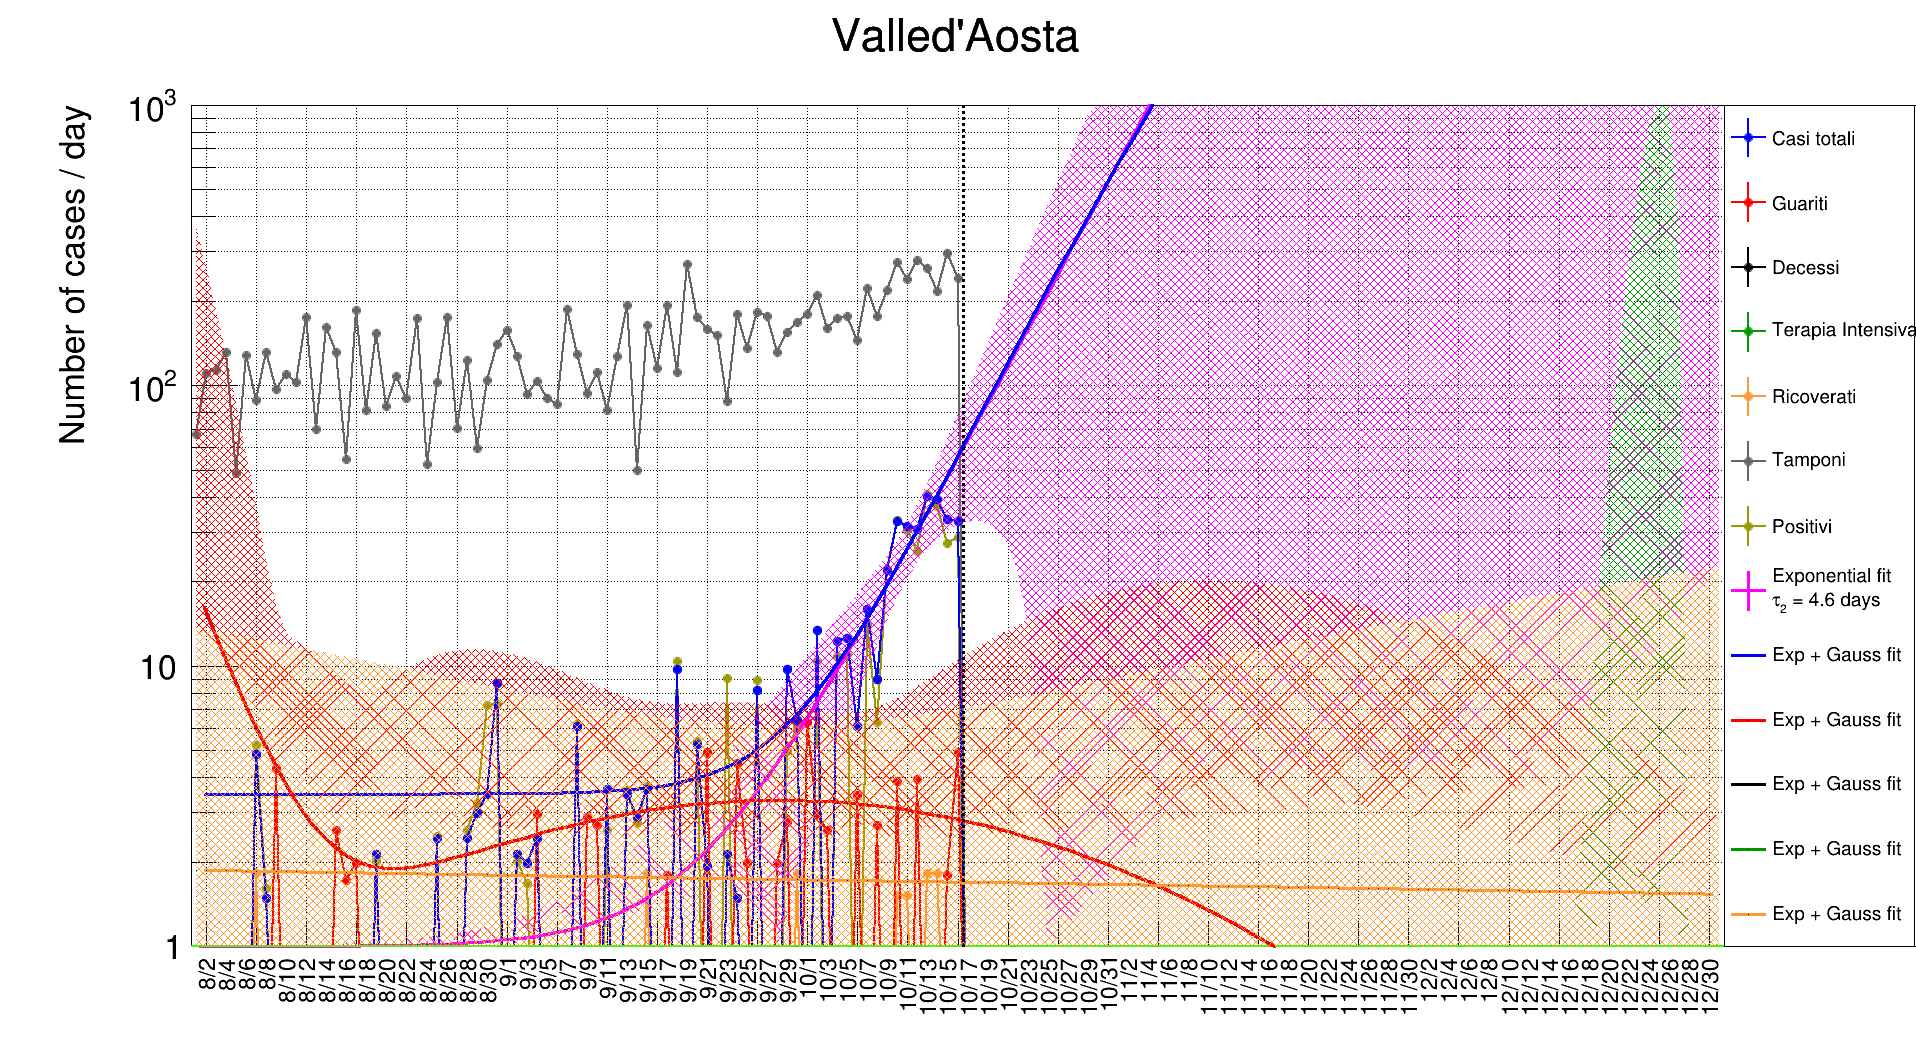 Valled'Aosta
Number of cases / day
10^3
10^2
10
1
8/2 8/4 8/6 8/8 8/10 8/12 8/14 8/16 8/18 8/20 8/22 8/24 8/26 8/28 8/30 9/1 9/3 9/5 9/7 9/9 9/11 9/13 9/15 9/17 9/19 9/21 9/23 9/25 9/27 9/29 10/1 10/3 10/5 10/7 10/9 10/11 10/13 10/15 10/17 10/19 10/21 10/23 10/25 10/27 10/29 10/31 11/2 11/4 11/6 11/8 11/10 11/12 11/14 11/16 11/18 11/20 11/22 11/24 11/26 11/28 11/30 12/2 12/4 12/6 12/8 12/10 12/12 12/14 12/16 12/18 12/20 12/22 12/24 12/26 12/28 12/30
Casi totali
Guariti
Decessi
Terapia Intensiva
Ricoverati
Tamponi
Positivi
Exponential fit
τ2 = 4.6 days
Exp + Gauss fit
Exp + Gauss fit
Exp + Gauss fit
Exp + Gauss fit
Exp + Gauss fit